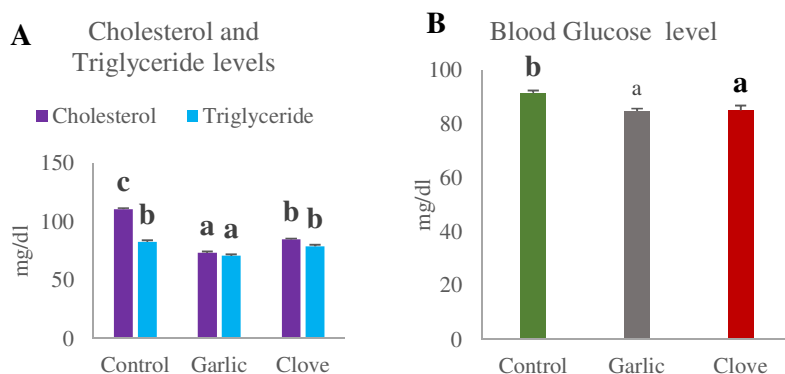 A
Cholesterol and
Triglyceride levels
Cholesterol Triglyceride
150
100
50
0
mg/dl
c
b
a a
b b
Control Garlic Clove
B
Blood Glucose level
100
80
60
40
20
0
mg/dl
b
a
a
Control Garlic Clove